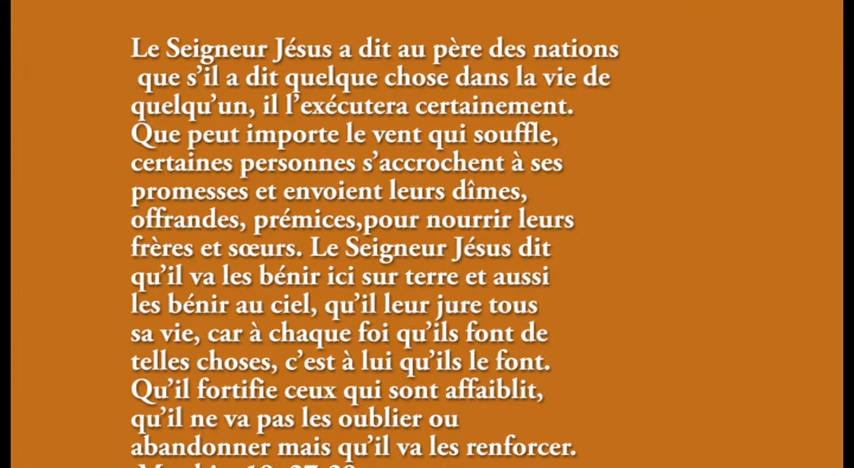 Le Seigneur Jésus a dit au père des nations
que s'il a dit quelque chose dans la vie de
quelqu'un, il l'exécutera certainement.
Que peut importe le vent qui souffle,
certaines personnes s'accrochent à ses
promesses et envoient leurs dîmes,
offrandes, prémices,pour nourrir leurs
frères et sœurs. Le Seigneur Jésus dit
qu'il va les bénir ici sur terre et aussi
les bénir au ciel, qu'il leur jure tous
sa vie, car à chaque foi qu'ils font de
telles choses, c'est à lui qu'ils le font.
Qu'il fortifie ceux qui sont affaiblit,
qu'il ne va pas les oublier ou
abandonner mais qu'il va les renforcer.